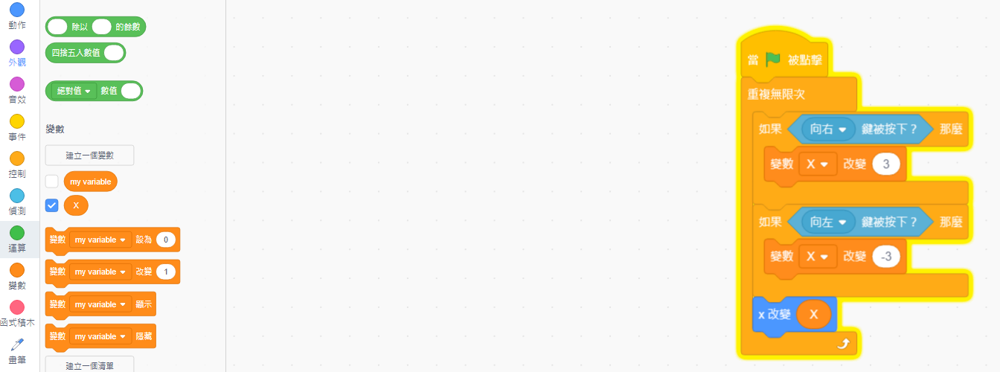 動作
外觀
音效
事件
控制
偵測
運算
變數
函式積木
畫筆
除以 的餘數
四捨五入數值
絕對值 數值
變數
建立一個變數
my variable
X
變數 my variable 設為 0
變數 my variable 改變 1
變數 my variable 顯示
變數 my variable 隱藏
建立一個清單
當 被點擊
重複無限次
如果 向右 鍵被按下? 那麼
變數 X 改變 3
如果 向左 鍵被按下? 那麼
變數 X 改變 -3
x 改變 X